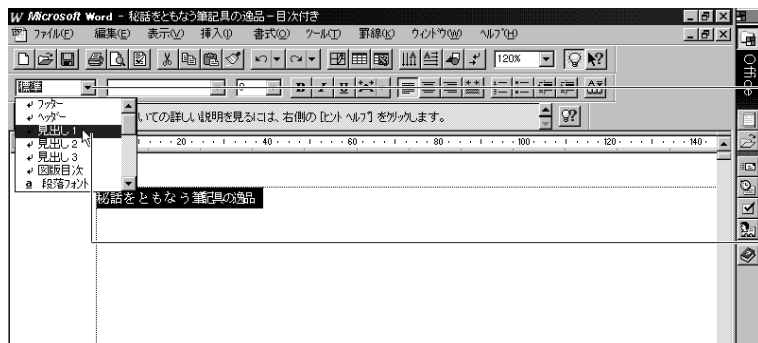 Microsoft Word - 秘話をともなう筆記具の逸品-目次付き
ファイル(F) 編集(E) 表示(V) 挿入(I) 書式(O) ツール(T) 罫線(K) ウィンドウ(W) ヘルプ(H)
120%
標準 9 B I U
フッター
ヘッダー
いての詳しい説明を見るには、右側の [ヒント ヘルプ] をクリックします。
見出し 1
見出し 2
見出し 3
図版目次
a 段落フォント
20 40 60 80 100 120 140
秘話をともなう筆記具の逸品
Office